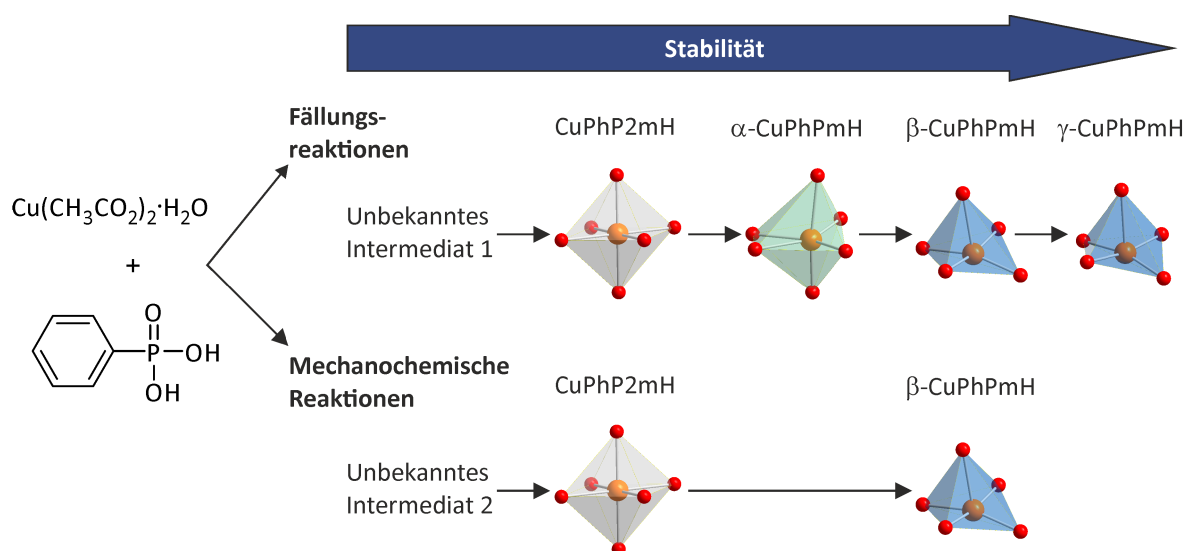 Stabilität
Fällungs-
reaktionen
CuPhP2mH
α-CuPhPmH
β-CuPhPmH
γ-CuPhPmH
Cu(CH₃CO₂)₂·H₂O
+
Unbekanntes
Intermediat 1
O
P
OH
OH
Mechanochemische
Reaktionen
CuPhP2mH
β-CuPhPmH
Unbekanntes
Intermediat 2